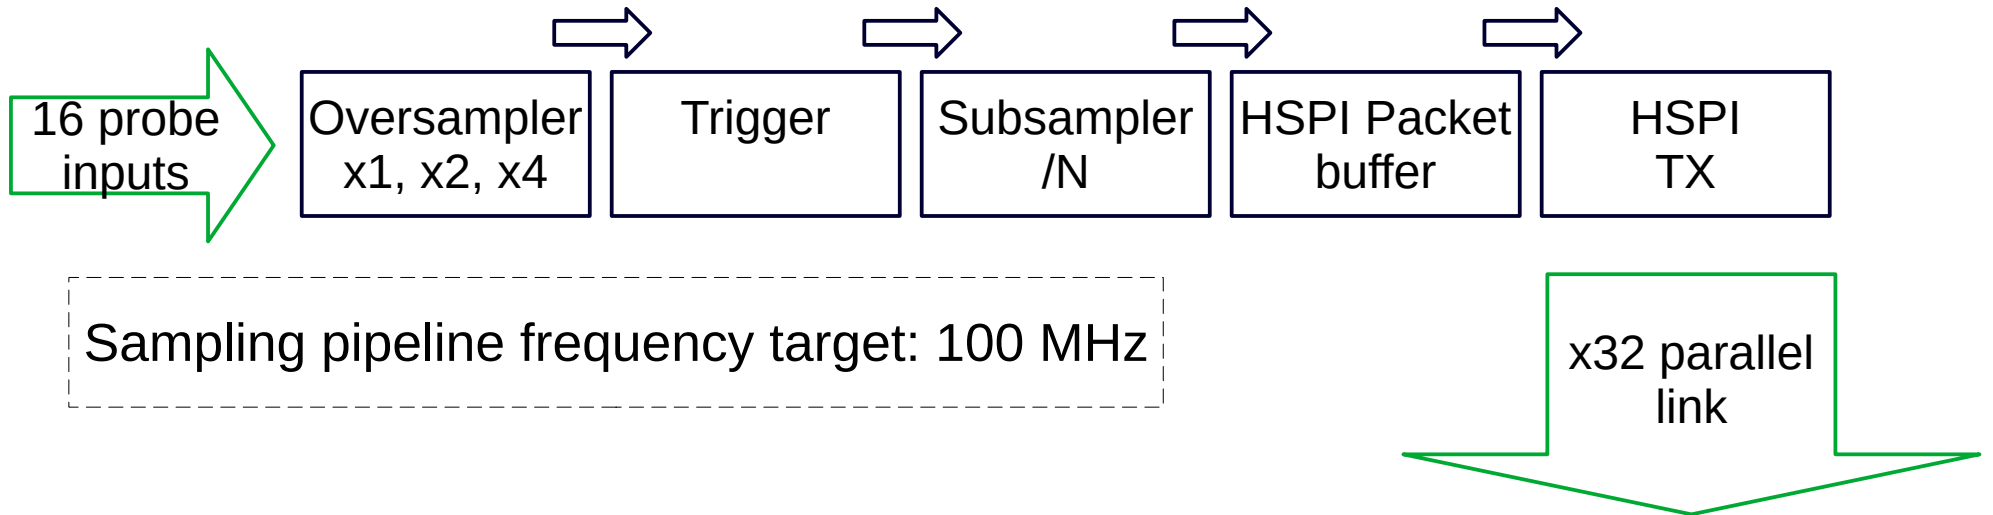 16 probe
inputs
Oversampler
x1, x2, x4
Trigger
Subsampler
/N
HSPI Packet
buffer
HSPI
TX
Sampling pipeline frequency target: 100 MHz
x32 parallel
link